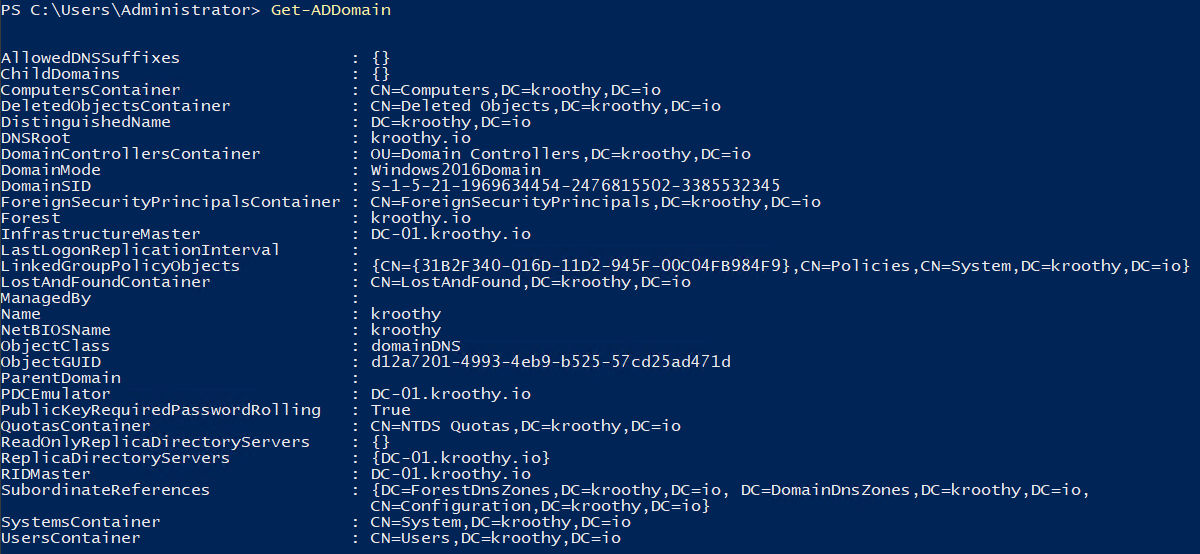 PS C:\Users\Administrator> Get-ADDomain
AllowedDNSSuffixes                 : {}
ChildDomains                       : {}
ComputersContainer                 : CN=Computers,DC=kroothy,DC=io
DeletedObjectsContainer            : CN=Deleted Objects,DC=kroothy,DC=io
DistinguishedName                  : DC=kroothy,DC=io
DNSRoot                            : kroothy.io
DomainControllersContainer         : OU=Domain Controllers,DC=kroothy,DC=io
DomainMode                         : Windows2016Domain
DomainSID                          : S-1-5-21-1969634454-2476815502-3385532345
ForeignSecurityPrincipalsContainer : CN=ForeignSecurityPrincipals,DC=kroothy,DC=io
Forest                             : kroothy.io
InfrastructureMaster               : DC-01.kroothy.io
LastLogonReplicationInterval       :
LinkedGroupPolicyObjects           : {CN={31B2F340-016D-11D2-945F-00C04FB984F9},CN=Policies,CN=System,DC=kroothy,DC=io}
LostAndFoundContainer              : CN=LostAndFound,DC=kroothy,DC=io
ManagedBy                          :
Name                               : kroothy
NetBIOSName                        : kroothy
ObjectClass                        : domainDNS
ObjectGUID                         : d12a7201-4993-4eb9-b525-57cd25ad471d
ParentDomain                       :
PDCEmulator                        : DC-01.kroothy.io
PublicKeyRequiredPasswordRolling   : True
QuotasContainer                    : CN=NTDS Quotas,DC=kroothy,DC=io
ReadOnlyReplicaDirectoryServers    : {}
ReplicaDirectoryServers            : {DC-01.kroothy.io}
RIDMaster                          : DC-01.kroothy.io
SubordinateReferences              : {DC=ForestDnsZones,DC=kroothy,DC=io, DC=DomainDnsZones,DC=kroothy,DC=io,
                                     CN=Configuration,DC=kroothy,DC=io}
SystemsContainer                   : CN=System,DC=kroothy,DC=io
UsersContainer                     : CN=Users,DC=kroothy,DC=io